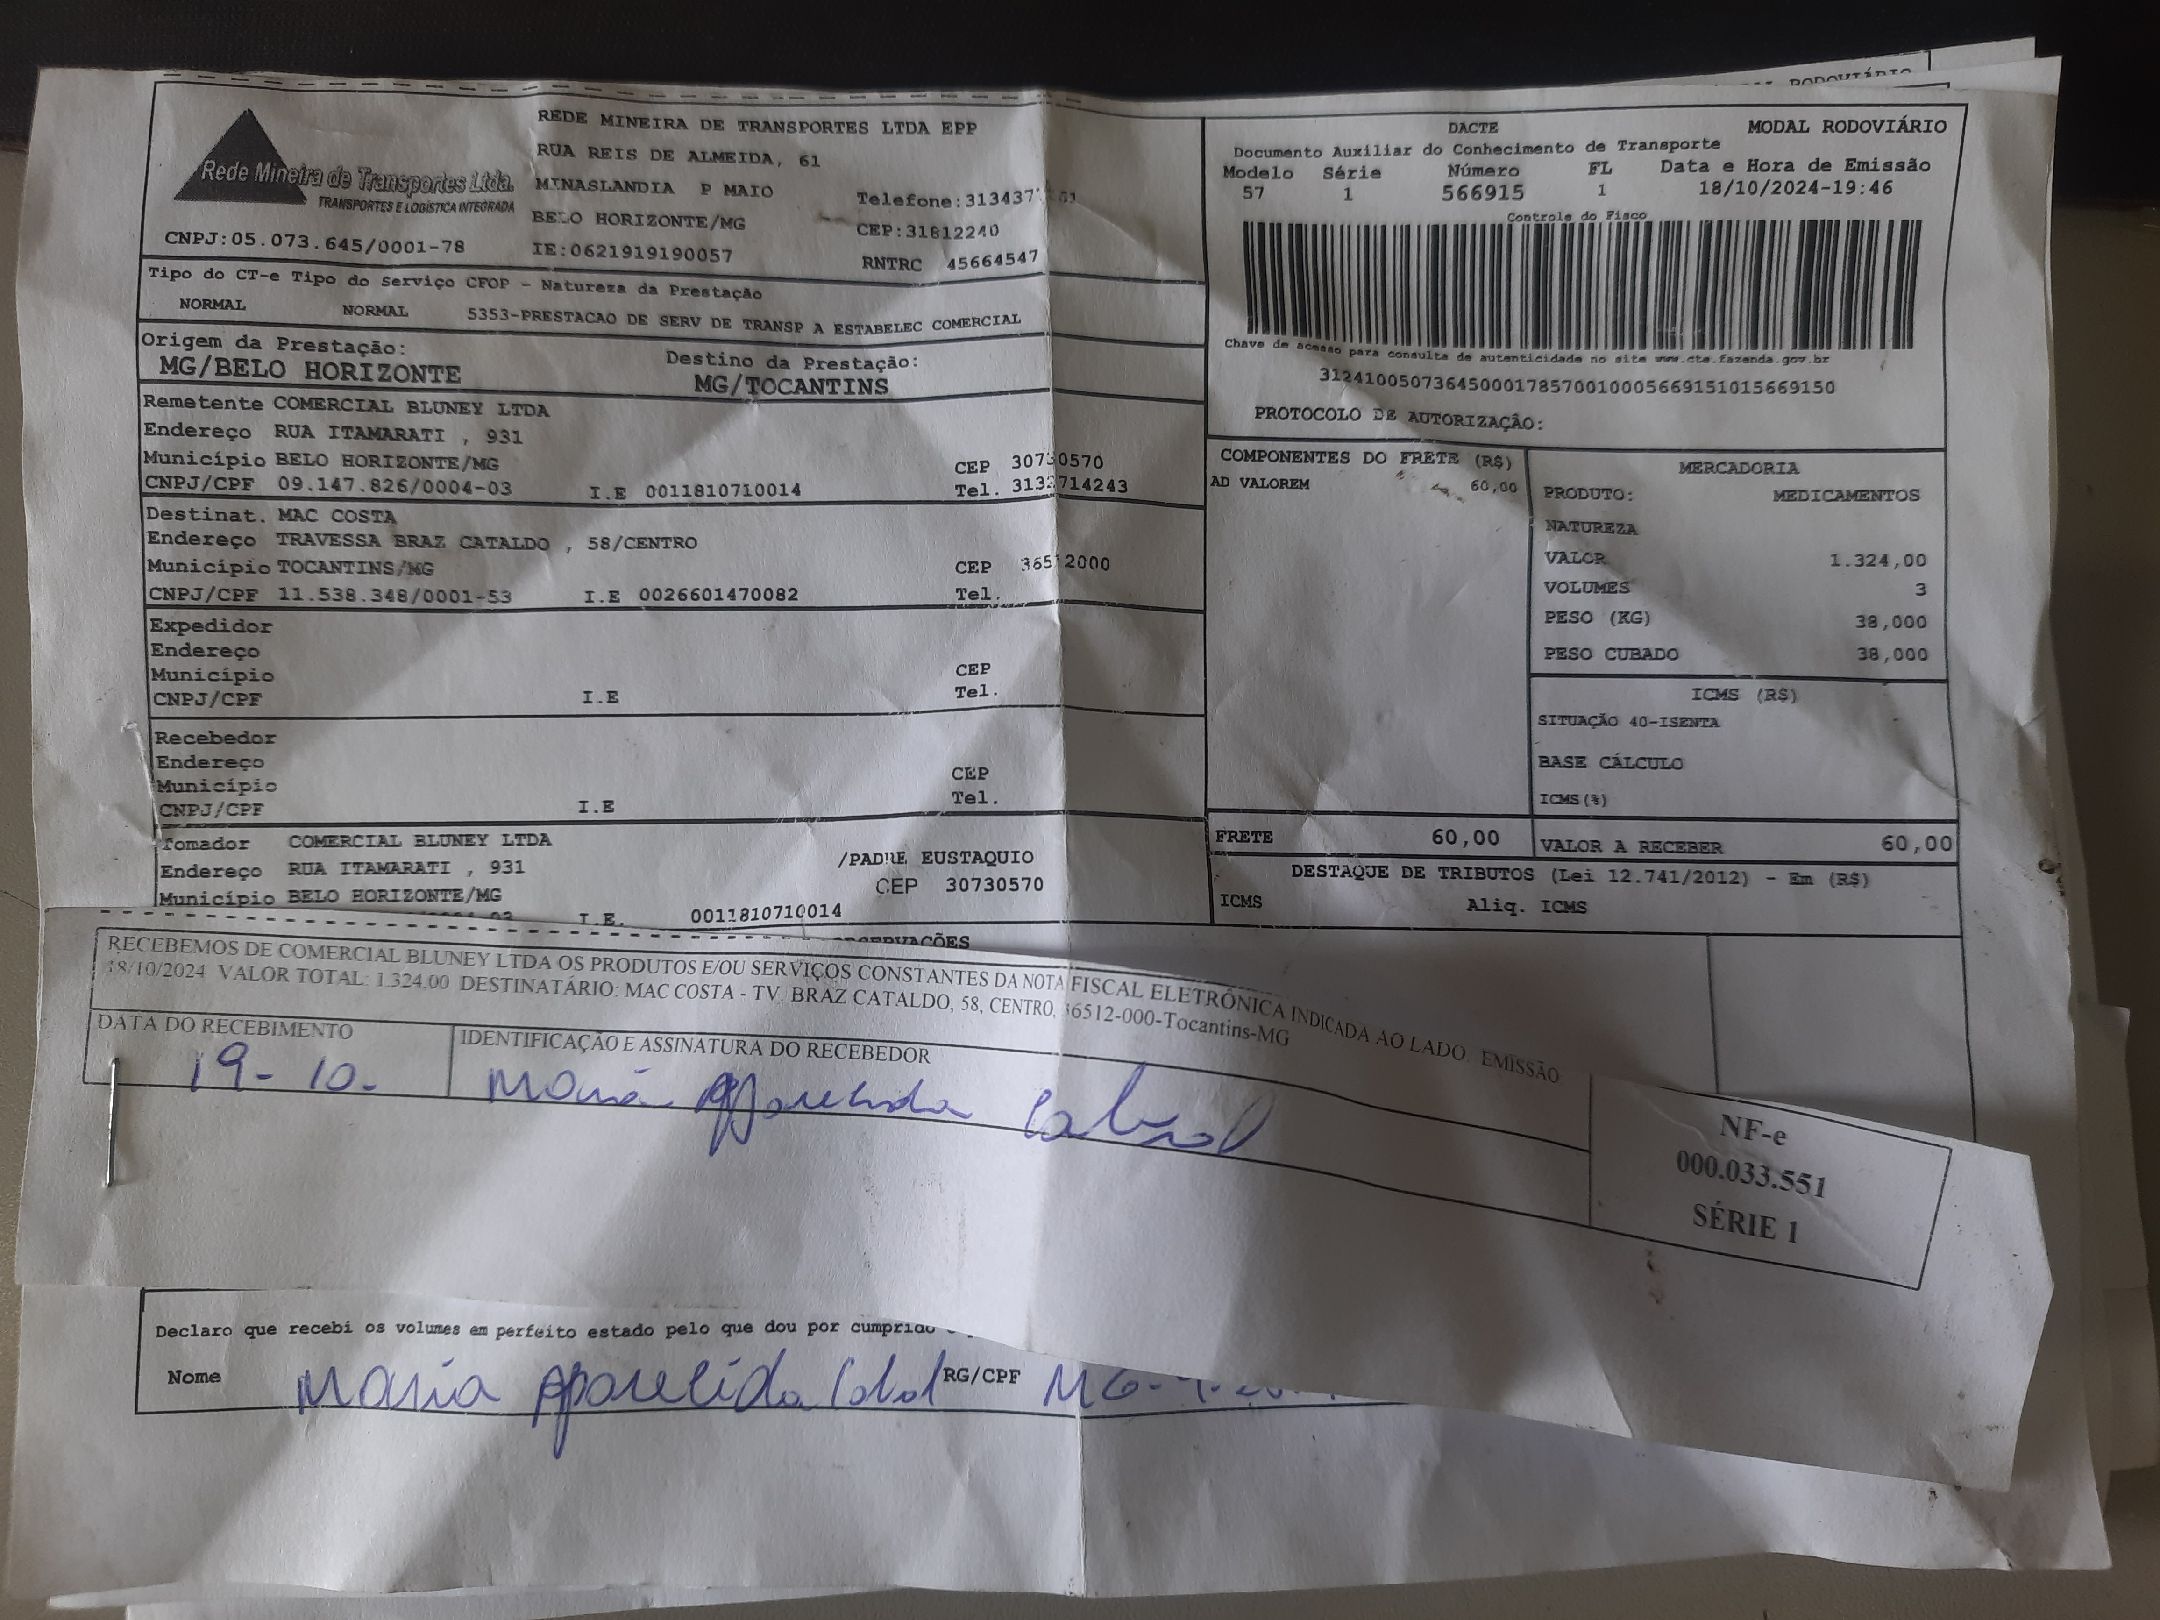 RODOVIÁRIO
Rede Mineira de Transportes Ltda.
TRANSPORTES E LOGÍSTICA INTEGRADA
CNPJ:05.073.645/0001-78
REDE MINEIRA DE TRANSPORTES LTDA EPP
RUA REIS DE ALMEIDA, 61
MINASLANDIA P MAIO
Telefone:313437
BELO HORIZONTE/MG
CEP:31812240
IE:0621919190057
RNTRC 45664547
DACTE
MODAL RODOVIÁRIO
Documento Auxiliar do Conhecimento de Transporte
Modelo Série Número FL Data e Hora de Emissão
57 1 566915 1 18/10/2024-19:46
Controle do Fisco
Chave de acesso para consulta de autenticidade no site www.cte.fazenda.gov.br
31241005073645000178570010005669151015669150
PROTOCOLO DE AUTORIZAÇÃO:
Tipo do CT-e Tipo do Serviço CFOP - Natureza da Prestação
NORMAL NORMAL 5353-PRESTACAO DE SERV DE TRANSP A ESTABELEC COMERCIAL
Origem da Prestação: Destino da Prestação:
MG/BELO HORIZONTE MG/TOCANTINS
Remetente COMERCIAL BLUNEY LTDA
Endereço RUA ITAMARATI , 931
Município BELO HORIZONTE/MG CEP 30730570
CNPJ/CPF 09.147.826/0004-03 I.E 0011810710014 Tel. 3132714243
Destinat. MAC COSTA
Endereço TRAVESSA BRAZ CATALDO , 58/CENTRO
Município TOCANTINS/MG CEP 36512000
CNPJ/CPF 11.538.348/0001-53 I.E 0026601470082 Tel.
Expedidor
Endereço
Município CEP
CNPJ/CPF I.E Tel.
Recebedor
Endereço
Município CEP
CNPJ/CPF I.E Tel.
Tomador COMERCIAL BLUNEY LTDA
Endereço RUA ITAMARATI , 931 /PADRE EUSTAQUIO
Município BELO HORIZONTE/MG CEP 30730570
I.E. 0011810710014
COMPONENTES DO FRETE (R$)
AD VALOREM 60,00
MERCADORIA
PRODUTO: MEDICAMENTOS
NATUREZA
VALOR 1.324,00
VOLUMES 3
PESO (KG) 38,000
PESO CUBADO 38,000
ICMS (R$)
SITUAÇÃO 40-ISENTA
BASE CÁLCULO
ICMS(%)
FRETE 60,00 VALOR A RECEBER 60,00
DESTAQUE DE TRIBUTOS (Lei 12.741/2012) - Em (R$)
ICMS Aliq. ICMS
OBSERVAÇÕES
RECEBEMOS DE COMERCIAL BLUNEY LTDA OS PRODUTOS E/OU SERVIÇOS CONSTANTES DA NOTA FISCAL ELETRÔNICA INDICADA AO LADO. EMISSÃO
18/10/2024 VALOR TOTAL: 1.324.00 DESTINATÁRIO: MAC COSTA - TV. BRAZ CATALDO, 58, CENTRO, 36512-000-Tocantins-MG
DATA DO RECEBIMENTO IDENTIFICAÇÃO E ASSINATURA DO RECEBEDOR
19-10- Maria Aparecida Cabral
NF-e
000.033.551
SÉRIE 1
Declaro que recebi os volumes em perfeito estado pelo que dou por cumprido
Nome Maria Aparecida Cabral RG/CPF MG-